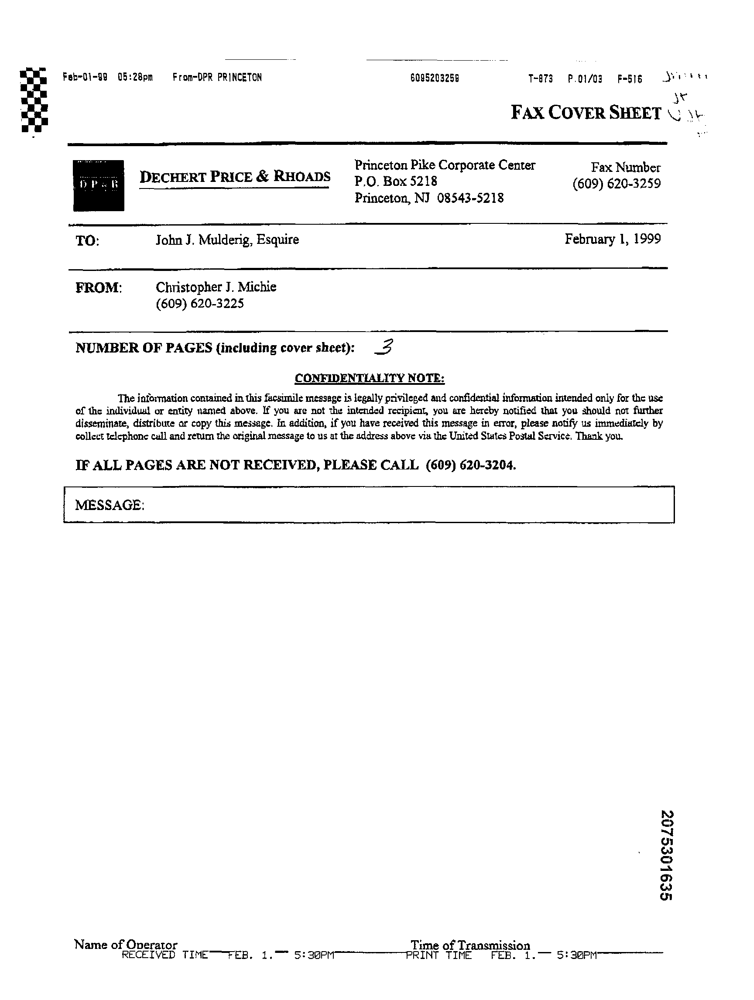 Feb-01-99 05:28pm From-DPR PRINCETON 6095203259 T-873 P.01/03 F-516
FAX COVER SHEET
DP&R
DECHERT PRICE & RHOADS
Princeton Pike Corporate Center
P.O. Box 5218
Princeton, NJ 08543-5218
Fax Number
(609) 620-3259
TO: John J. Mulderig, Esquire February 1, 1999
FROM: Christopher J. Michie
(609) 620-3225
NUMBER OF PAGES (including cover sheet): 3
CONFIDENTIALITY NOTE:
The information contained in this facsimile message is legally privileged and confidential information intended only for the use
of the individual or entity named above. If you are not the intended recipient, you are hereby notified that you should not further
disseminate, distribute or copy this message. In addition, if you have received this message in error, please notify us immediately by
collect telephone call and return the original message to us at the address above via the United States Postal Service. Thank you.
IF ALL PAGES ARE NOT RECEIVED, PLEASE CALL (609) 620-3204.
MESSAGE:
2075301635
Name of Operator Time of Transmission
RECEIVED TIME FEB. 1. 5:30PM PRINT TIME FEB. 1. 5:30PM